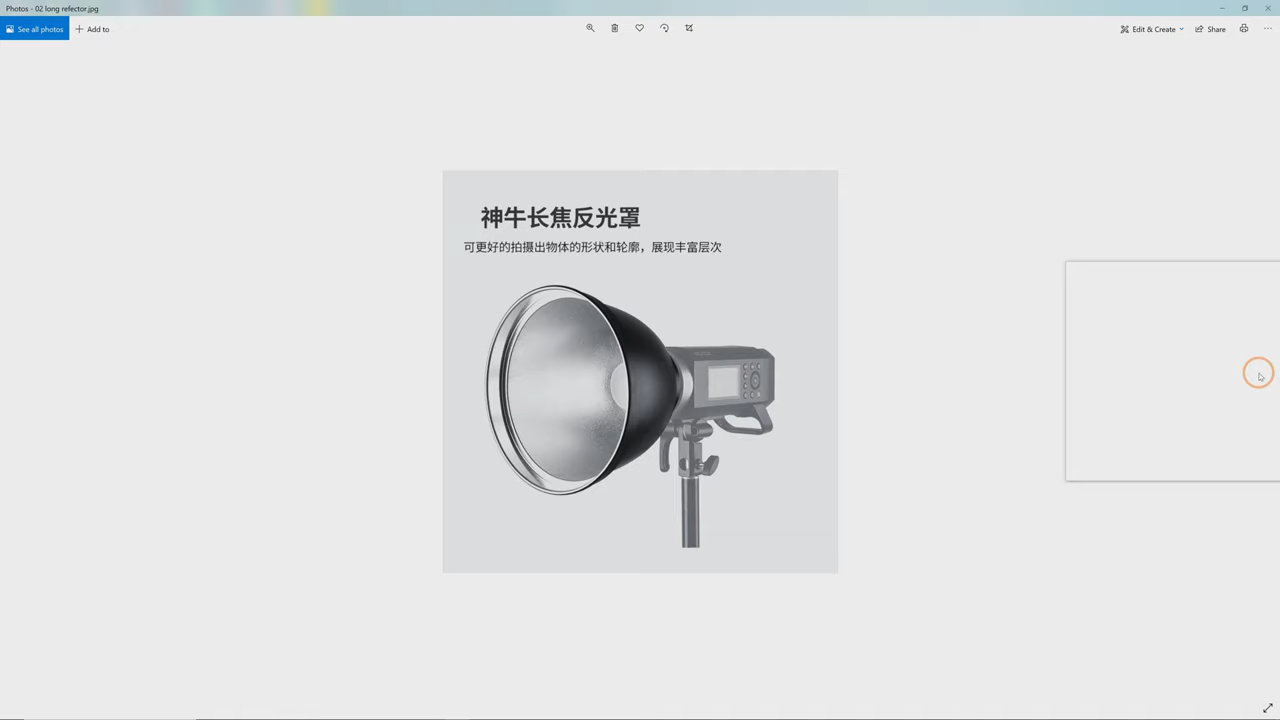 Photos - 02 long refector.jpg
See all photos
Add to
Edit & Create
Share
神牛长焦反光罩
可更好的拍摄出物体的形状和轮廓，展现丰富层次